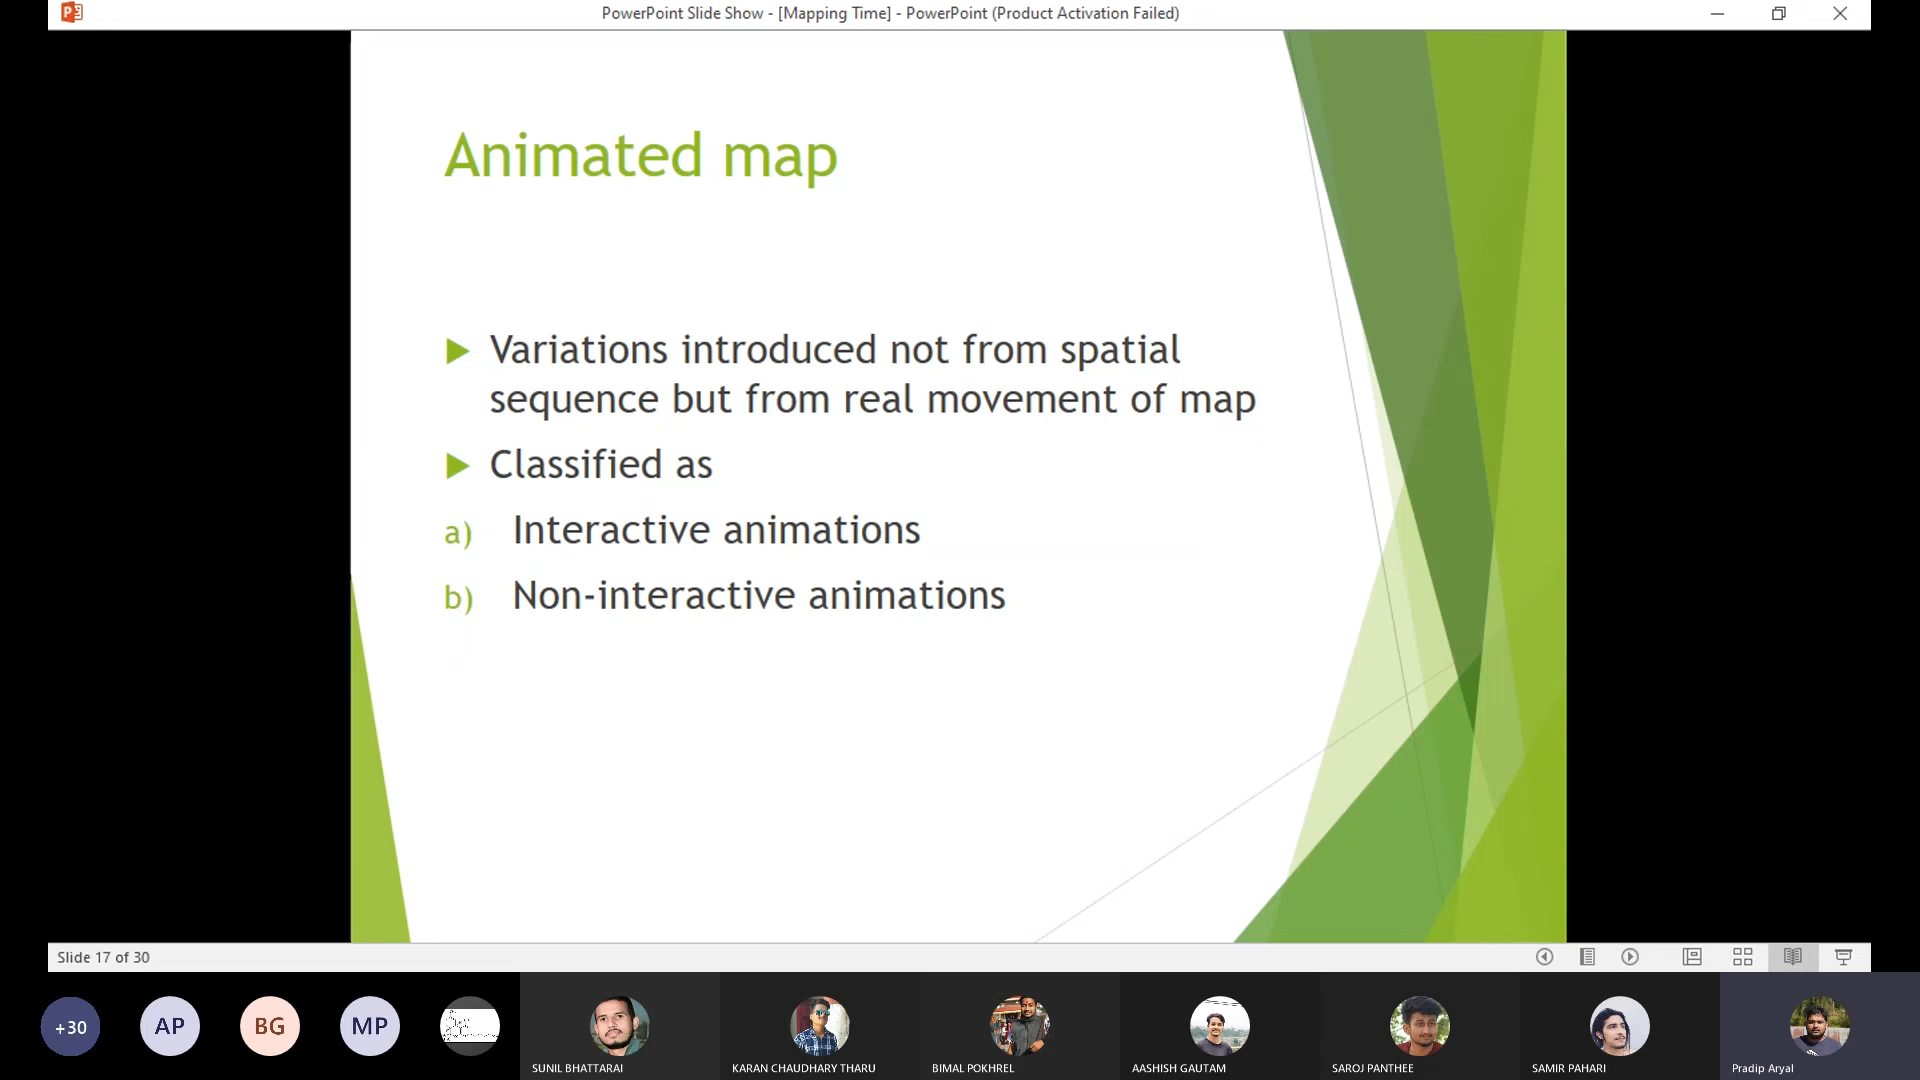 PowerPoint Slide Show - [Mapping Time] - PowerPoint (Product Activation Failed)
Animated map
Variations introduced not from spatial
sequence but from real movement of map
Classified as
a) Interactive animations
b) Non-interactive animations
Slide 17 of 30
+30
AP
BG
MP
SUNIL BHATTARAI
KARAN CHAUDHARY THARU
BIMAL POKHREL
AASHISH GAUTAM
SAROJ PANTHEE
SAMIR PAHARI
Pradip Aryal